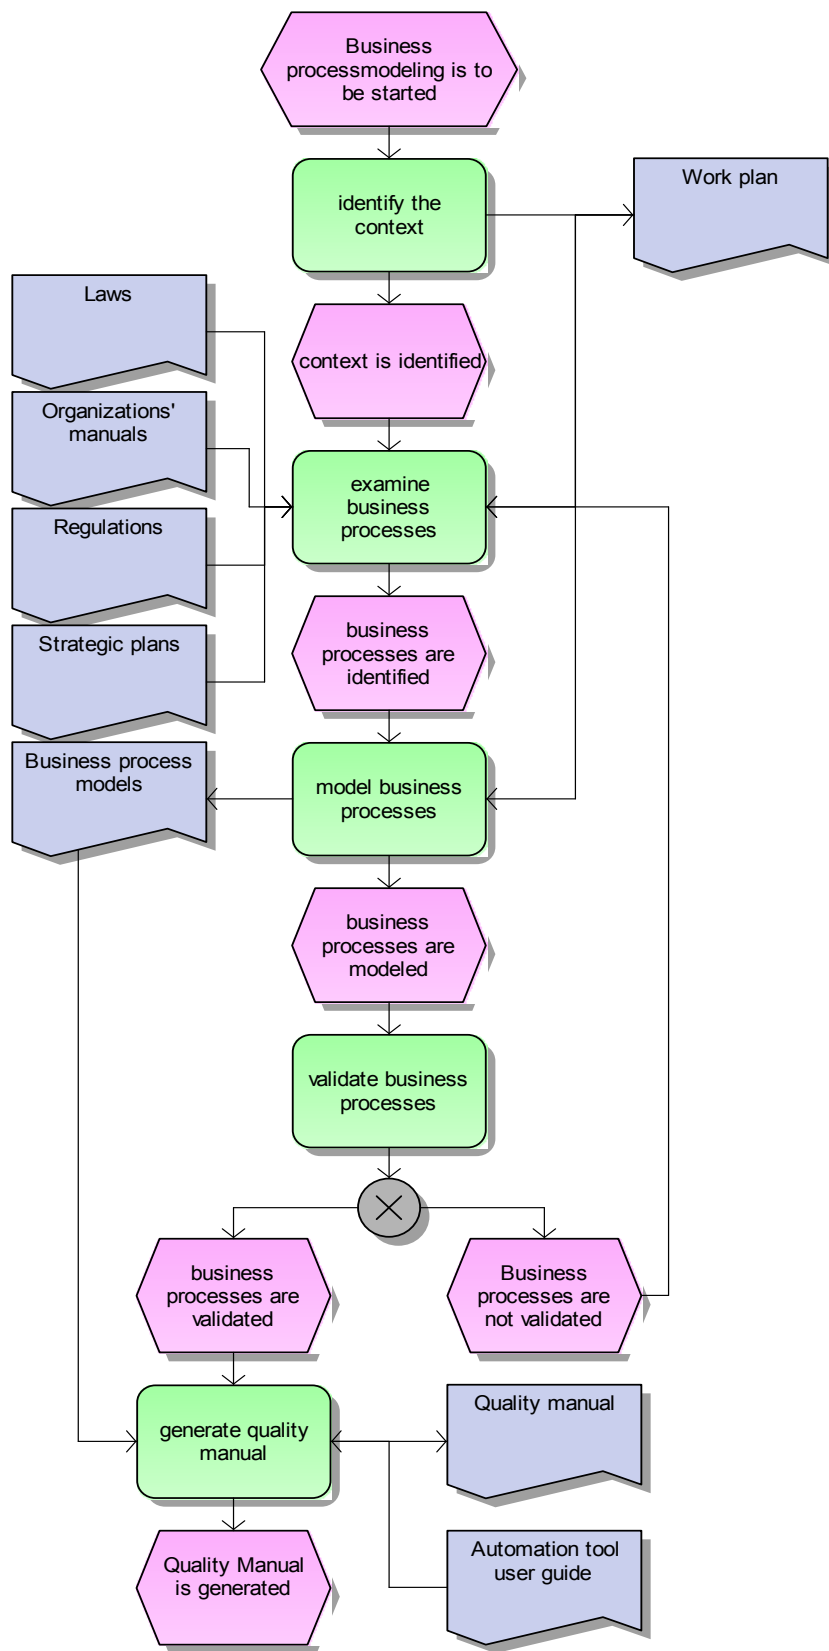 Business
processmodeling is to
be started
identify the
context
Work plan
Laws
context is identified
Organizations'
manuals
examine
business
processes
Regulations
business
processes are
identified
Strategic plans
Business process
models
model business
processes
business
processes are
modeled
validate business
processes
business
processes are
validated
Business
processes are
not validated
generate quality
manual
Quality manual
Quality Manual
is generated
Automation tool
user guide